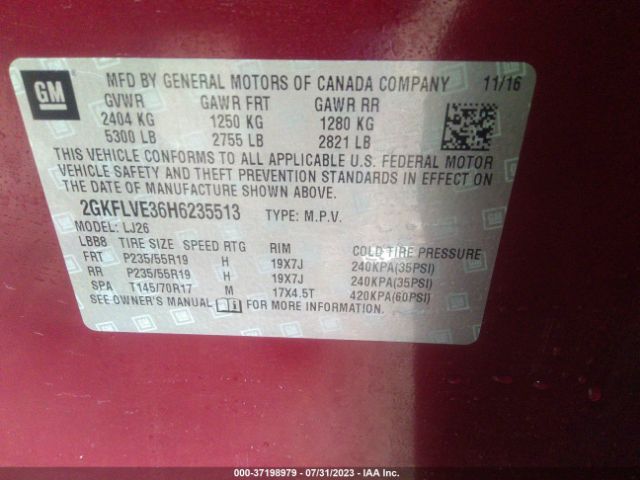 GM
MFD BY GENERAL MOTORS OF CANADA COMPANY 11/16
GVWR GAWR FRT GAWR RR
2404 KG 1250 KG 1280 KG
5300 LB 2755 LB 2821 LB
THIS VEHICLE CONFORMS TO ALL APPLICABLE U.S. FEDERAL MOTOR
VEHICLE SAFETY AND THEFT PREVENTION STANDARDS IN EFFECT ON
THE DATE OF MANUFACTURE SHOWN ABOVE.
2GKFLVE36H6235513 TYPE: M.P.V.
MODEL: LJ26
LBB8 TIRE SIZE SPEED RTG RIM COLD TIRE PRESSURE
FRT P235/55R19 H 19X7J 240KPA(35PSI)
RR P235/55R19 H 19X7J 240KPA(35PSI)
SPA T145/70R17 M 17X4.5T 420KPA(60PSI)
SEE OWNER'S MANUAL FOR MORE INFORMATION.
000-37198979 - 07/31/2023 - IAA Inc.